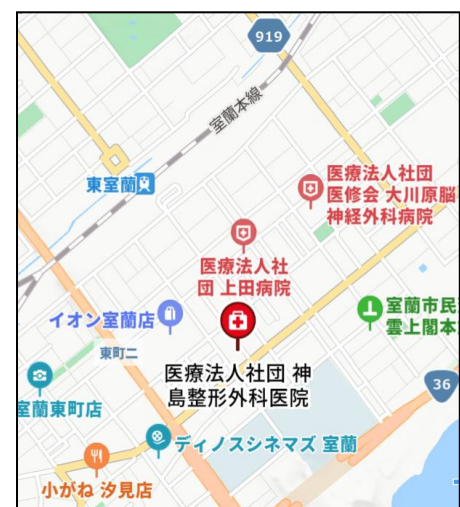 919
室蘭本線
東室蘭
医療法人社団
医修会 大川原脳
神経外科病院
医療法人社
団 上田病院
イオン室蘭店
室蘭市民
雲上閣本
東町二
医療法人社団 神
島整形外科医院
36
室蘭東町店
ディノスシネマズ 室蘭
小がね 汐見店